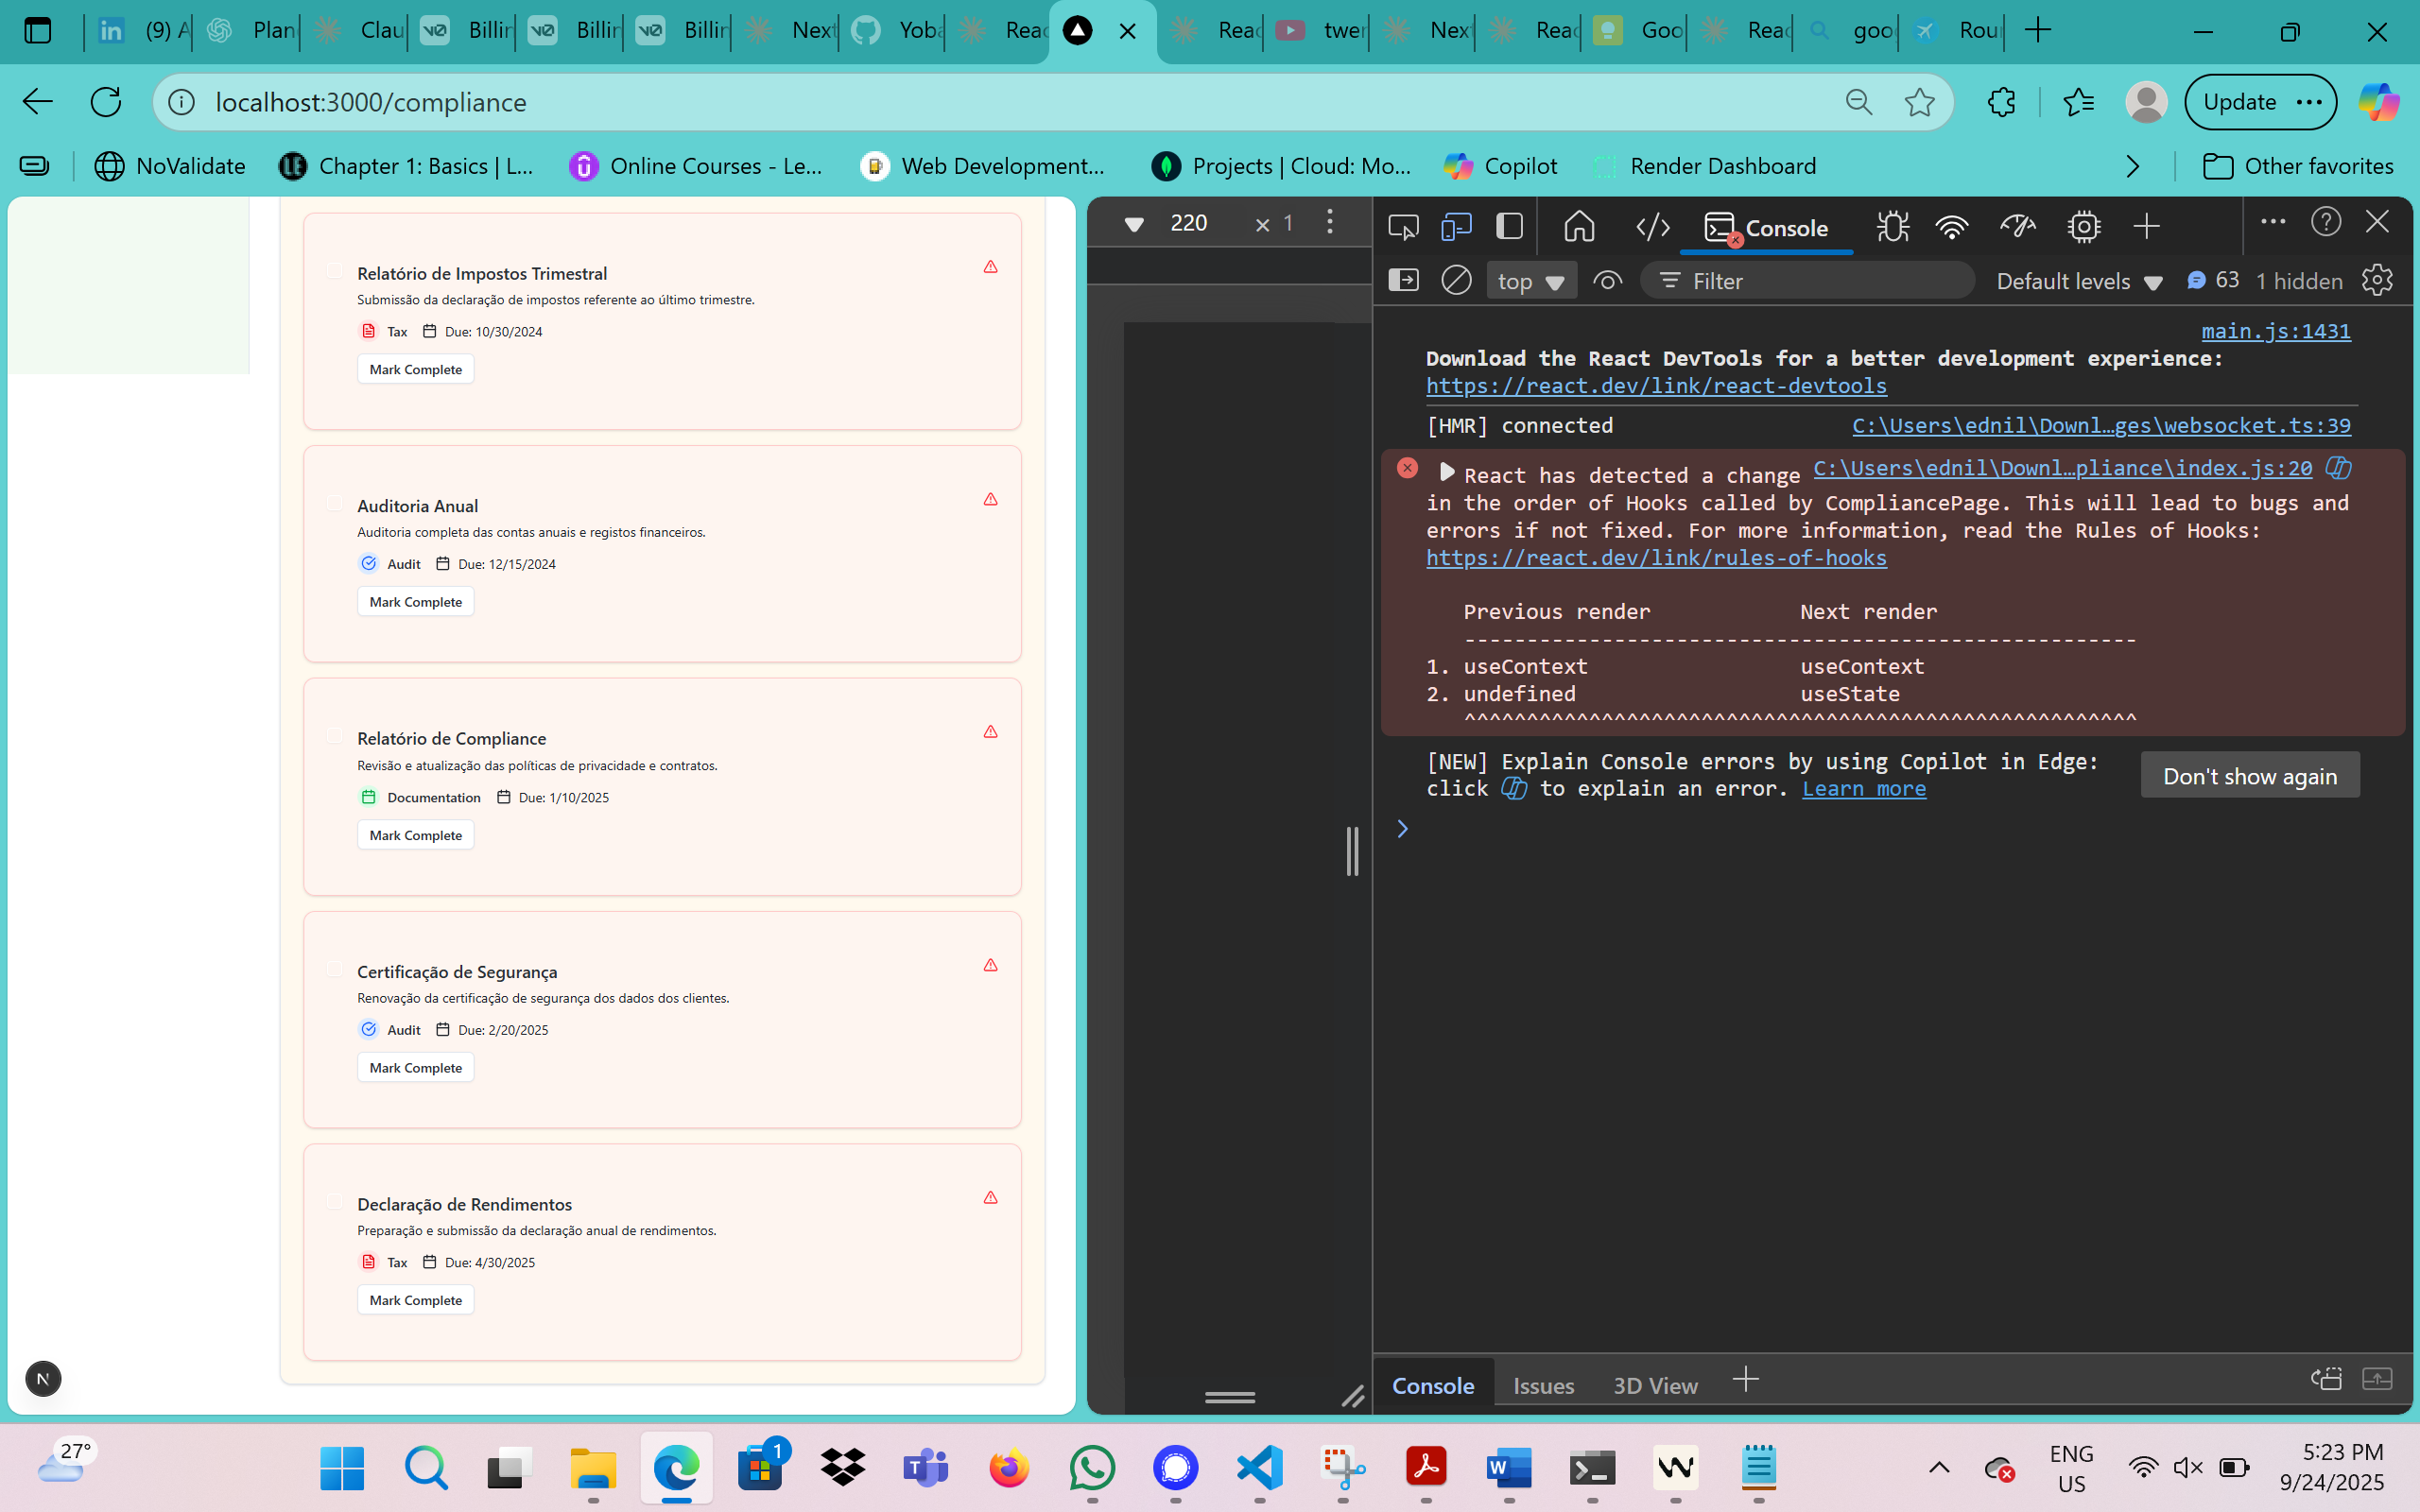 (9) A
Plan
Clau
Billin
Billin
Billin
Next
Yoba
Reac
Reac
twer
Next
Reac
Goo
Reac
goo
Rou
localhost:3000/compliance
Update
NoValidate
Chapter 1: Basics | L...
Online Courses - Le...
Web Development...
Projects | Cloud: Mo...
Copilot
Render Dashboard
Other favorites
Relatório de Impostos Trimestral
Submissão da declaração de impostos referente ao último trimestre.
Tax Due: 10/30/2024
Mark Complete
Auditoria Anual
Auditoria completa das contas anuais e registos financeiros.
Audit Due: 12/15/2024
Mark Complete
Relatório de Compliance
Revisão e atualização das políticas de privacidade e contratos.
Documentation Due: 1/10/2025
Mark Complete
Certificação de Segurança
Renovação da certificação de segurança dos dados dos clientes.
Audit Due: 2/20/2025
Mark Complete
Declaração de Rendimentos
Preparação e submissão da declaração anual de rendimentos.
Tax Due: 4/30/2025
Mark Complete
N
220 × 1
Console
top
Filter
Default levels
63
1 hidden
main.js:1431
Download the React DevTools for a better development experience:
https://react.dev/link/react-devtools
[HMR] connected
C:\Users\ednil\Downl…ges\websocket.ts:39
React has detected a change C:\Users\ednil\Downl…pliance\index.js:20
in the order of Hooks called by CompliancePage. This will lead to bugs and
errors if not fixed. For more information, read the Rules of Hooks:
https://react.dev/link/rules-of-hooks
Previous render Next render
------------------------------------------------------
1. useContext useContext
2. undefined useState
^^^^^^^^^^^^^^^^^^^^^^^^^^^^^^^^^^^^^^^^^^^^^^^^^^^^^^
[NEW] Explain Console errors by using Copilot in Edge:
click to explain an error. Learn more
Don't show again
Console
Issues
3D View
27°
1
ENG
US
5:23 PM
9/24/2025